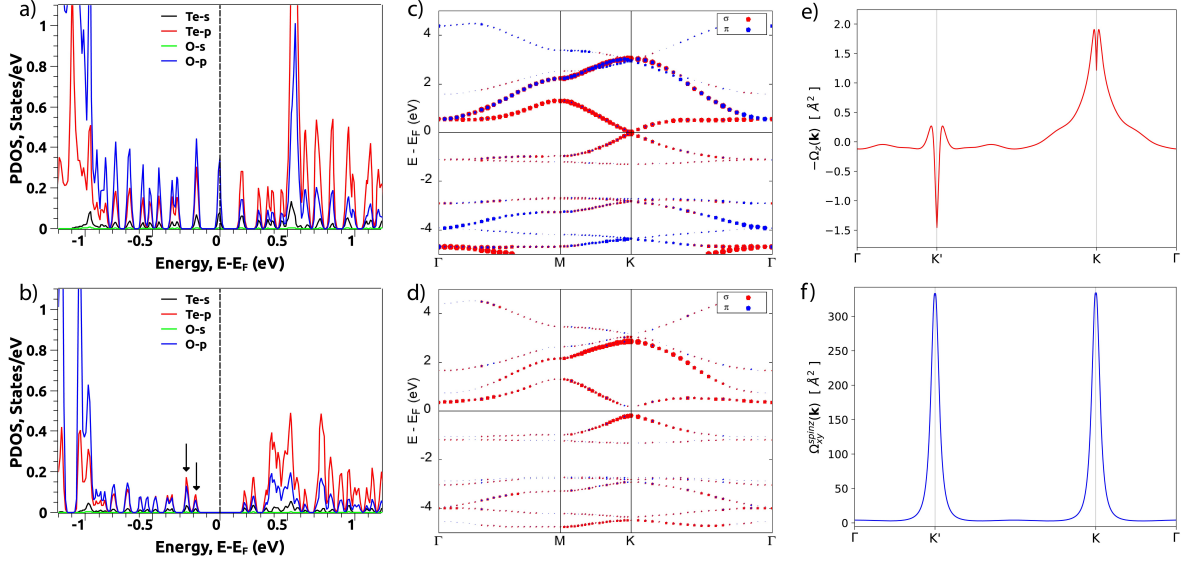 a)
PDOS, States/eV
1
0.8
0.6
0.4
0.2
0
Te-s
Te-p
O-s
O-p
-1
-0.5
0
0.5
1
Energy, E-E_F (eV)
b)
PDOS, States/eV
1
0.8
0.6
0.4
0.2
0
Te-s
Te-p
O-s
O-p
-1
-0.5
0
0.5
1
Energy, E-E_F (eV)
c)
E - E_F (eV)
4
2
0
-2
-4
σ
π
Γ
M
K
Γ
d)
E - E_F (eV)
4
2
0
-2
-4
σ
π
Γ
M
K
Γ
e)
−Ω_z(k) [ Å² ]
2.0
1.5
1.0
0.5
0.0
−0.5
−1.0
−1.5
Γ
K'
K
Γ
f)
Ω_xy^spinz(k) [ Å² ]
300
250
200
150
100
50
0
Γ
K'
K
Γ